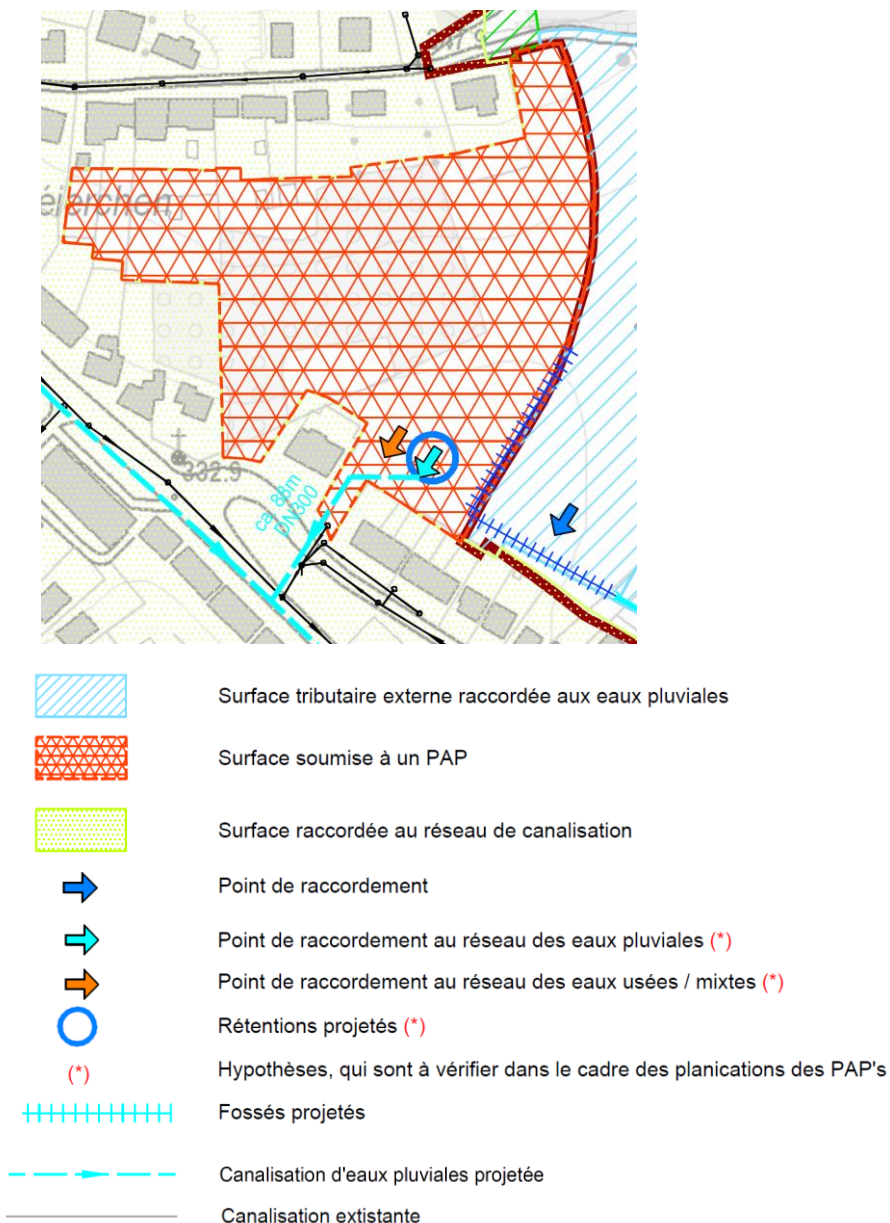 347.9
éierchen
332.9
ca. 88m
DN300
Surface tributaire externe raccordée aux eaux pluviales
Surface soumise à un PAP
Surface raccordée au réseau de canalisation
Point de raccordement
Point de raccordement au réseau des eaux pluviales (*)
Point de raccordement au réseau des eaux usées / mixtes (*)
Rétentions projetés (*)
(*) Hypothèses, qui sont à vérifier dans le cadre des planications des PAP's
Fossés projetés
Canalisation d'eaux pluviales projetée
Canalisation extistante